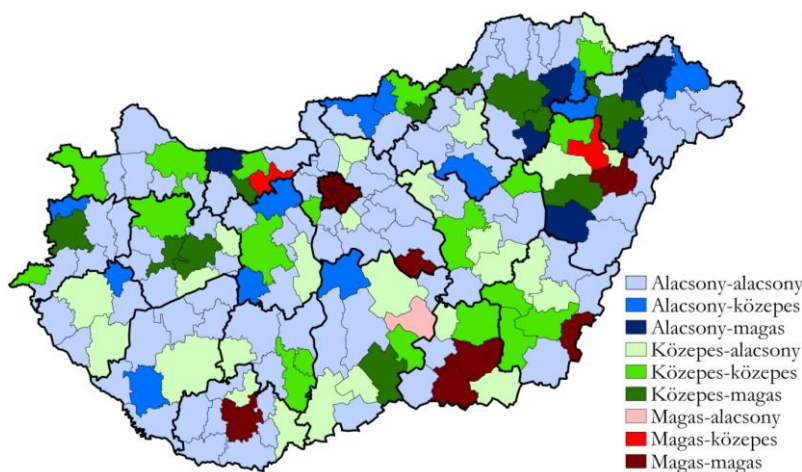 Alacsony-alacsony
Alacsony-közepes
Alacsony-magas
Közepes-alacsony
Közepes-közepes
Közepes-magas
Magas-alacsony
Magas-közepes
Magas-magas